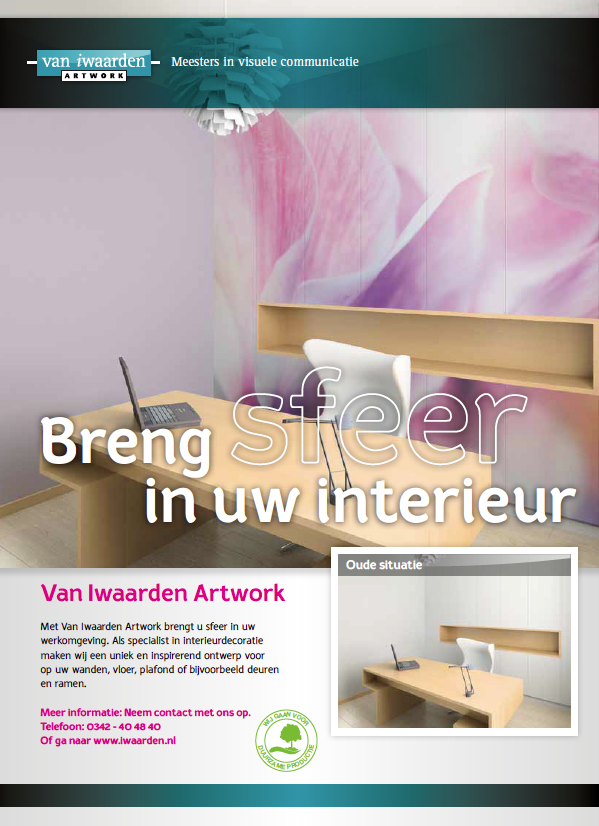 van iwaarden
ARTWORK
Meesters in visuele communicatie
Breng sfeer
in uw interieur
Van Iwaarden Artwork
Met Van Iwaarden Artwork brengt u sfeer in uw
werkomgeving. Als specialist in interieurdecoratie
maken wij een uniek en inspirerend ontwerp voor
op uw wanden, vloer, plafond of bijvoorbeeld deuren
en ramen.
Meer informatie: Neem contact met ons op.
Telefoon: 0342 - 40 48 40
Of ga naar www.iwaarden.nl
WIJ GAAN VOOR
DUURZAME PRODUCTIE
Oude situatie